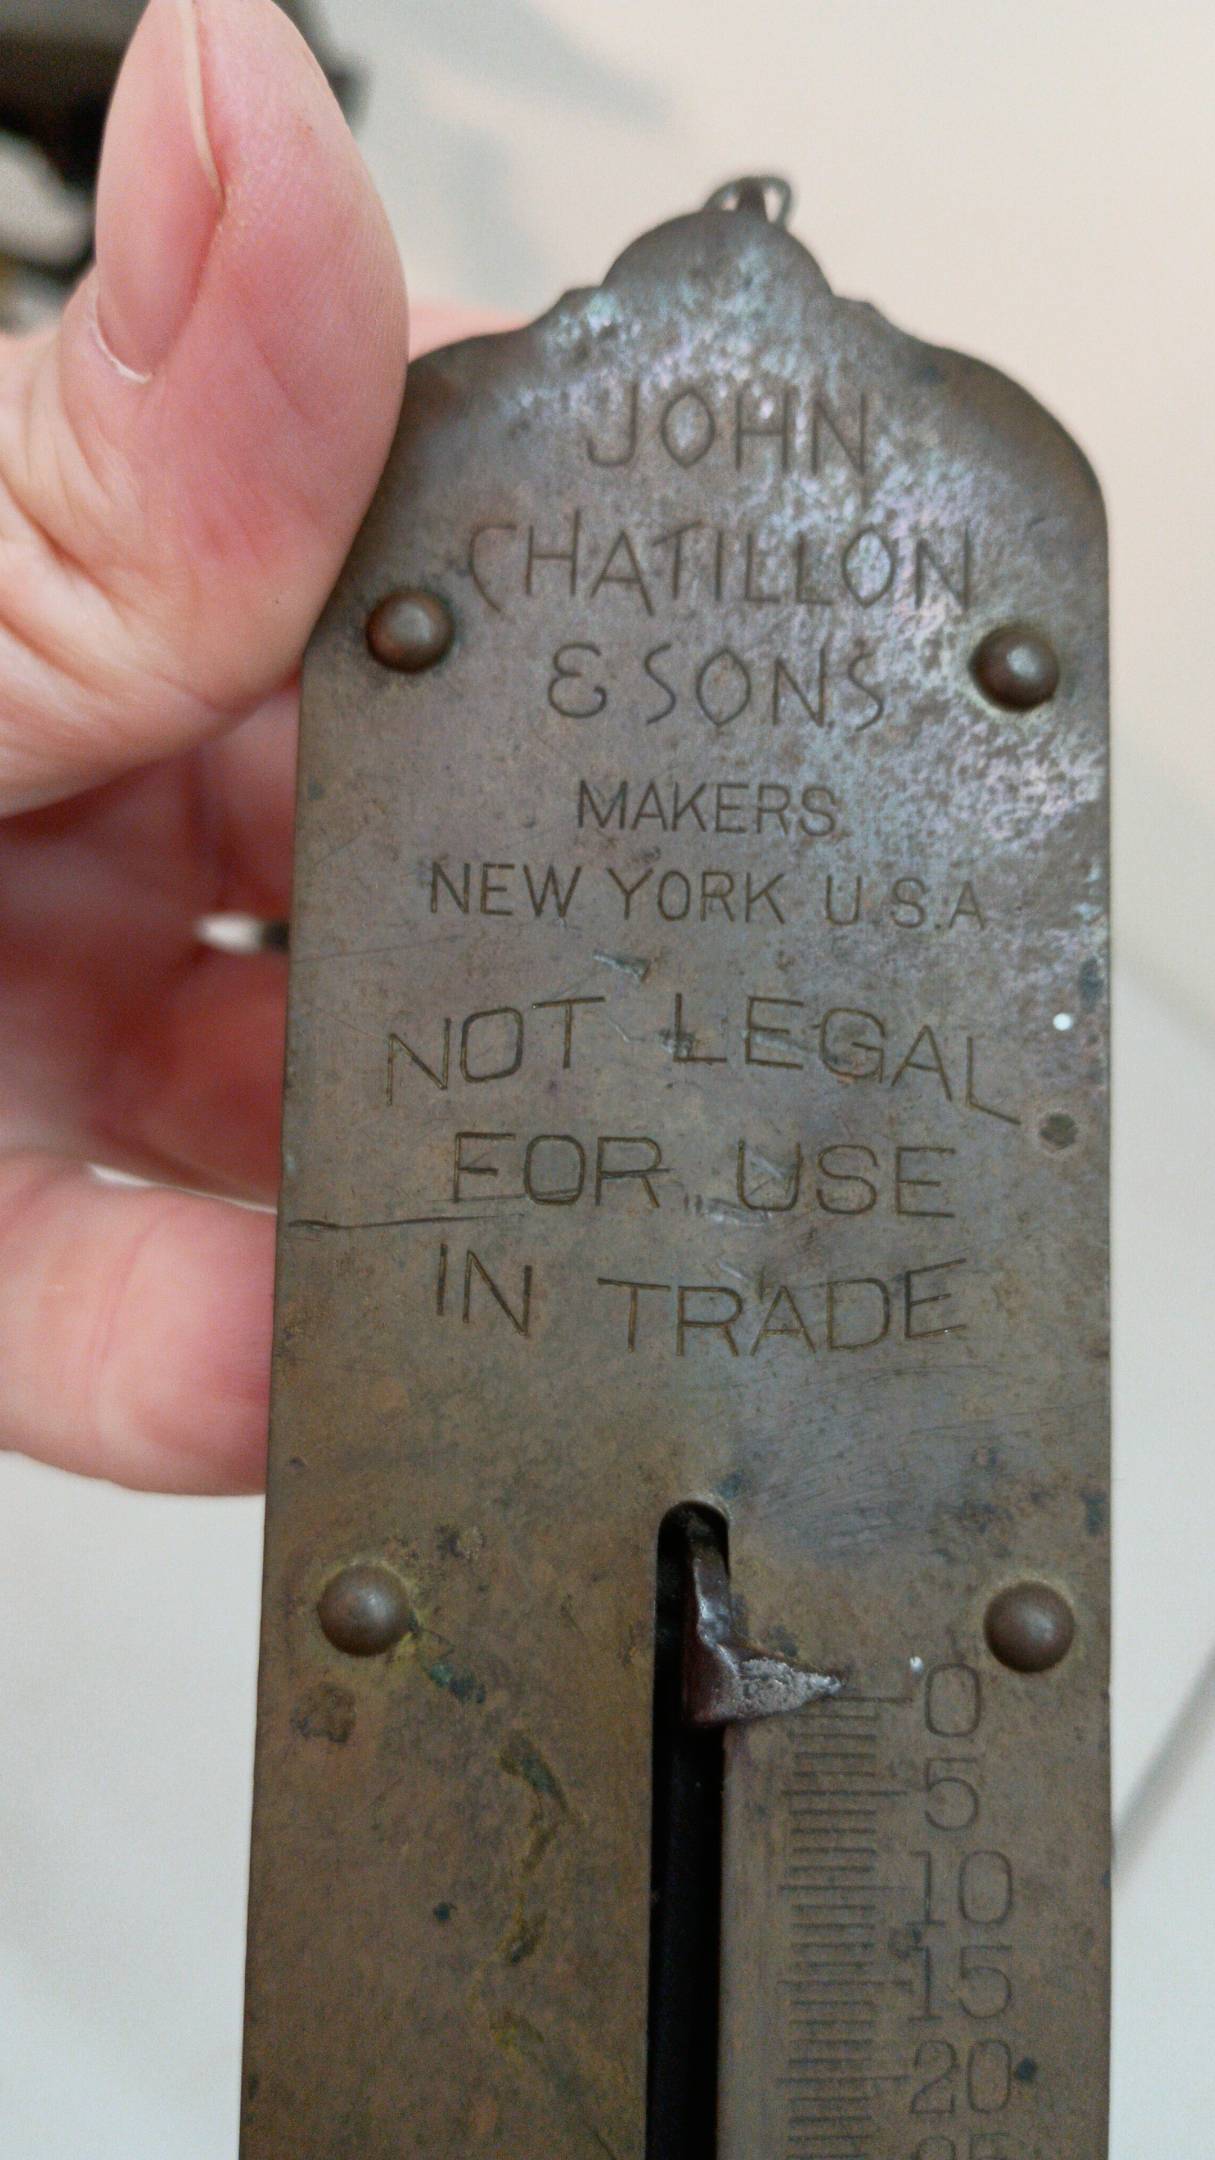 JOHN
CHATILLON
& SONS
MAKERS
NEW YORK U.S.A
NOT LEGAL
FOR USE
IN TRADE
0
5
10
15
20